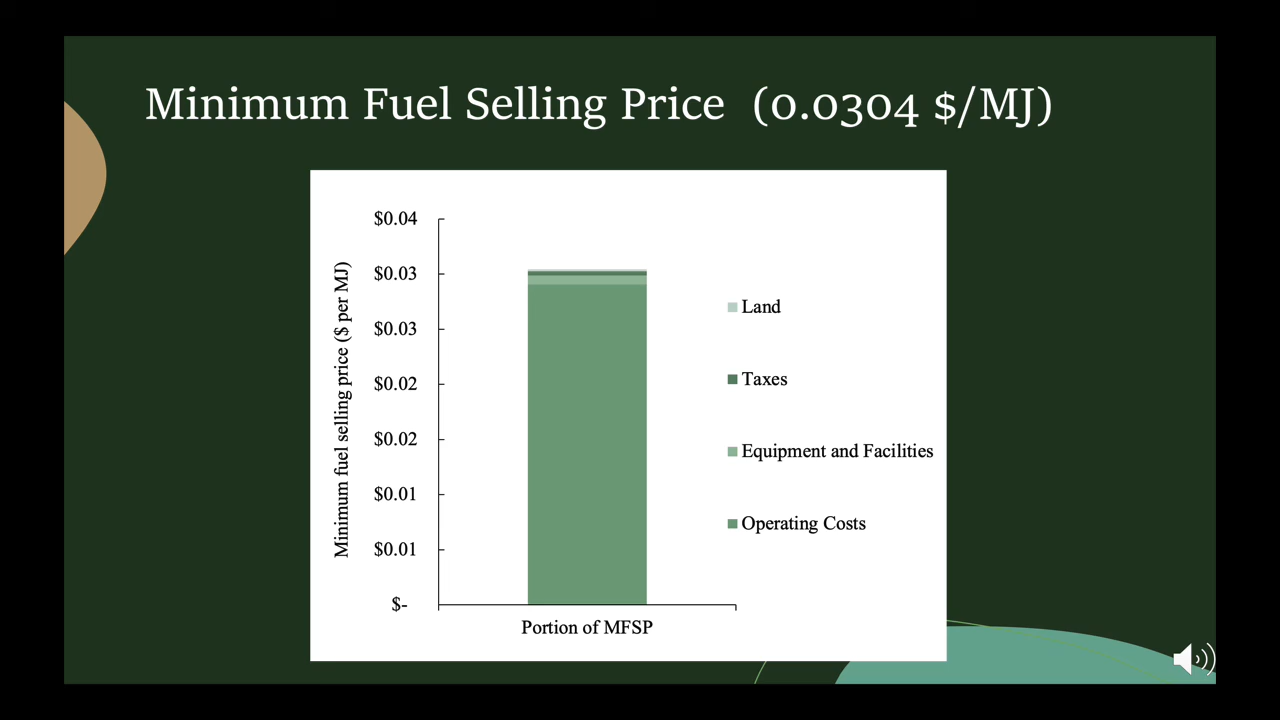 Minimum Fuel Selling Price (0.0304 $/MJ)
Minimum fuel selling price ($ per MJ)
$0.04
$0.03
$0.03
$0.02
$0.02
$0.01
$0.01
$-
Portion of MFSP
Land
Taxes
Equipment and Facilities
Operating Costs